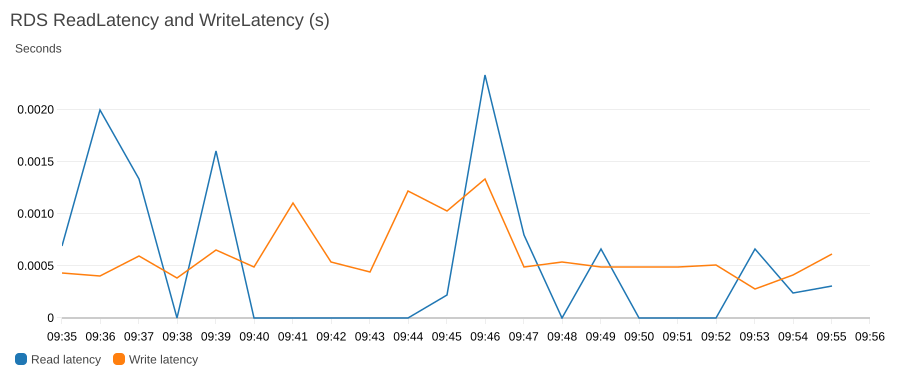 RDS ReadLatency and WriteLatency (s)
Seconds
0.0020
0.0015
0.0010
0.0005
0
09:35 09:36 09:37 09:38 09:39 09:40 09:41 09:42 09:43 09:44 09:45 09:46 09:47 09:48 09:49 09:50 09:51 09:52 09:53 09:54 09:55 09:56
Read latency Write latency